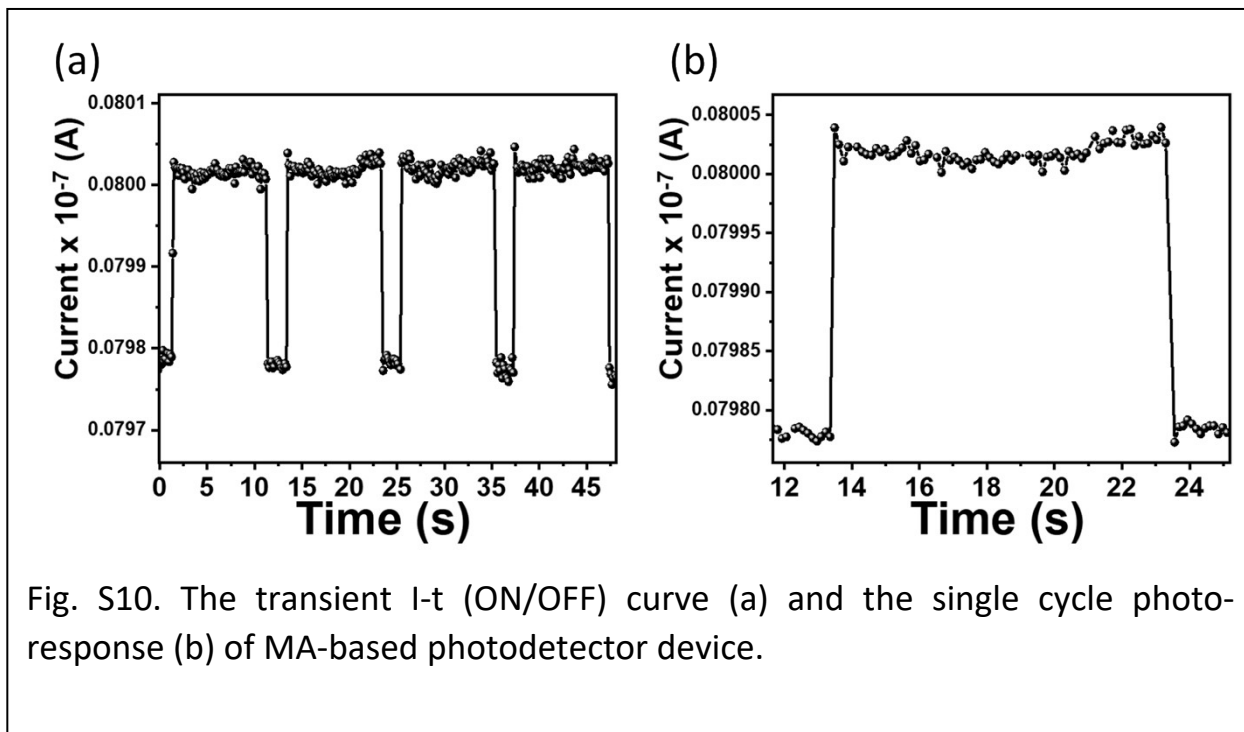 (a)
(b)
Current x 10⁻⁷ (A)
0.0801
0.0800
0.0799
0.0798
0.0797
0 5 10 15 20 25 30 35 40 45
Time (s)
Current x 10⁻⁷ (A)
0.08005
0.08000
0.07995
0.07990
0.07985
0.07980
12 14 16 18 20 22 24
Time (s)
Fig. S10. The transient I-t (ON/OFF) curve (a) and the single cycle photo-
response (b) of MA-based photodetector device.